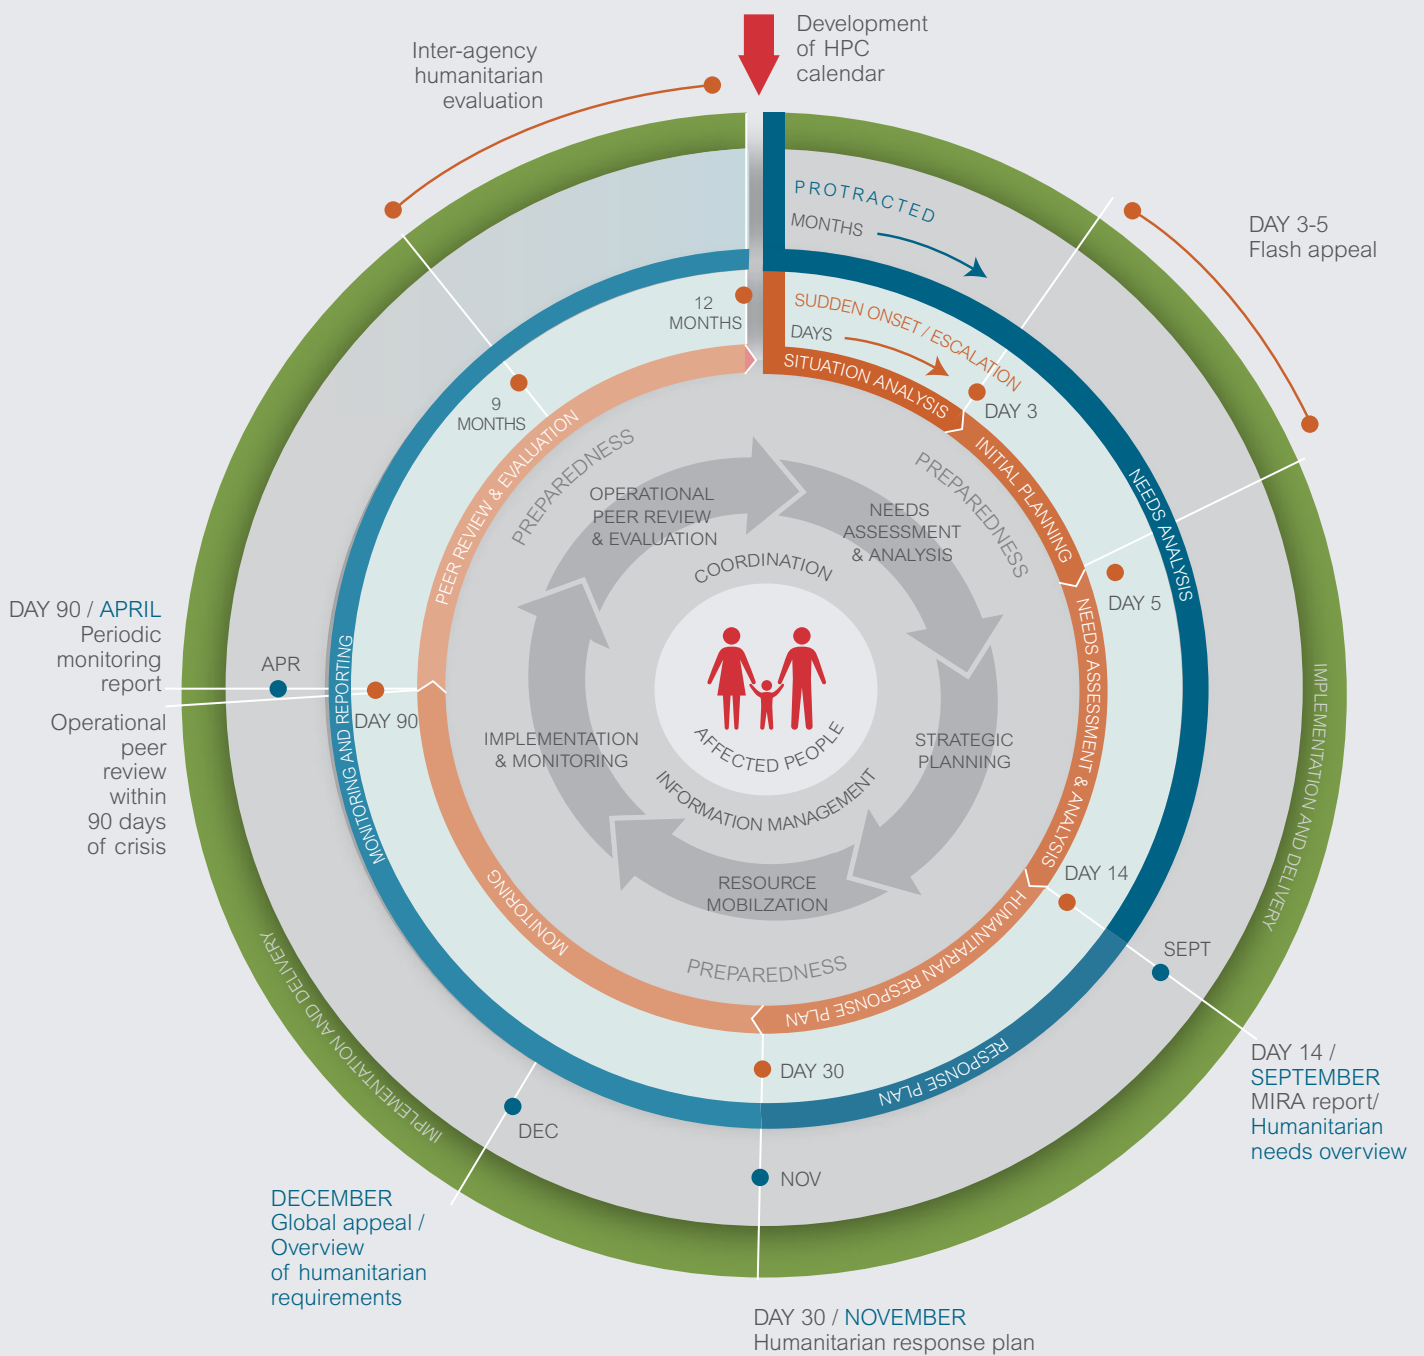 Development
of HPC
calendar
Inter-agency
humanitarian
evaluation
DAY 3-5
Flash appeal
PROTRACTED
MONTHS
SUDDEN ONSET / ESCALATION
DAYS
SITUATION ANALYSIS
12
MONTHS
9
MONTHS
DAY 3
INITIAL PLANNING
NEEDS ANALYSIS
DAY 5
NEEDS ASSESSMENT & ANALYSIS
PEER REVIEW & EVALUATION
PREPAREDNESS
PREPAREDNESS
OPERATIONAL
PEER REVIEW
& EVALUATION
NEEDS
ASSESSMENT
& ANALYSIS
COORDINATION
AFFECTED PEOPLE
INFORMATION MANAGEMENT
STRATEGIC
PLANNING
IMPLEMENTATION
& MONITORING
RESOURCE
MOBILZATION
PREPAREDNESS
DAY 90 / APRIL
Periodic
monitoring
report
APR
DAY 90
Operational
peer
review
within
90 days
of crisis
MONITORING AND REPORTING
MONITORING
IMPLEMENTATION AND DELIVERY
IMPLEMENTATION AND DELIVERY
DAY 14
SEPT
HUMANITARIAN RESPONSE PLAN
RESPONSE PLAN
DAY 30
NOV
DEC
DAY 14 /
SEPTEMBER
MIRA report/
Humanitarian
needs overview
DECEMBER
Global appeal /
Overview
of humanitarian
requirements
DAY 30 / NOVEMBER
Humanitarian response plan